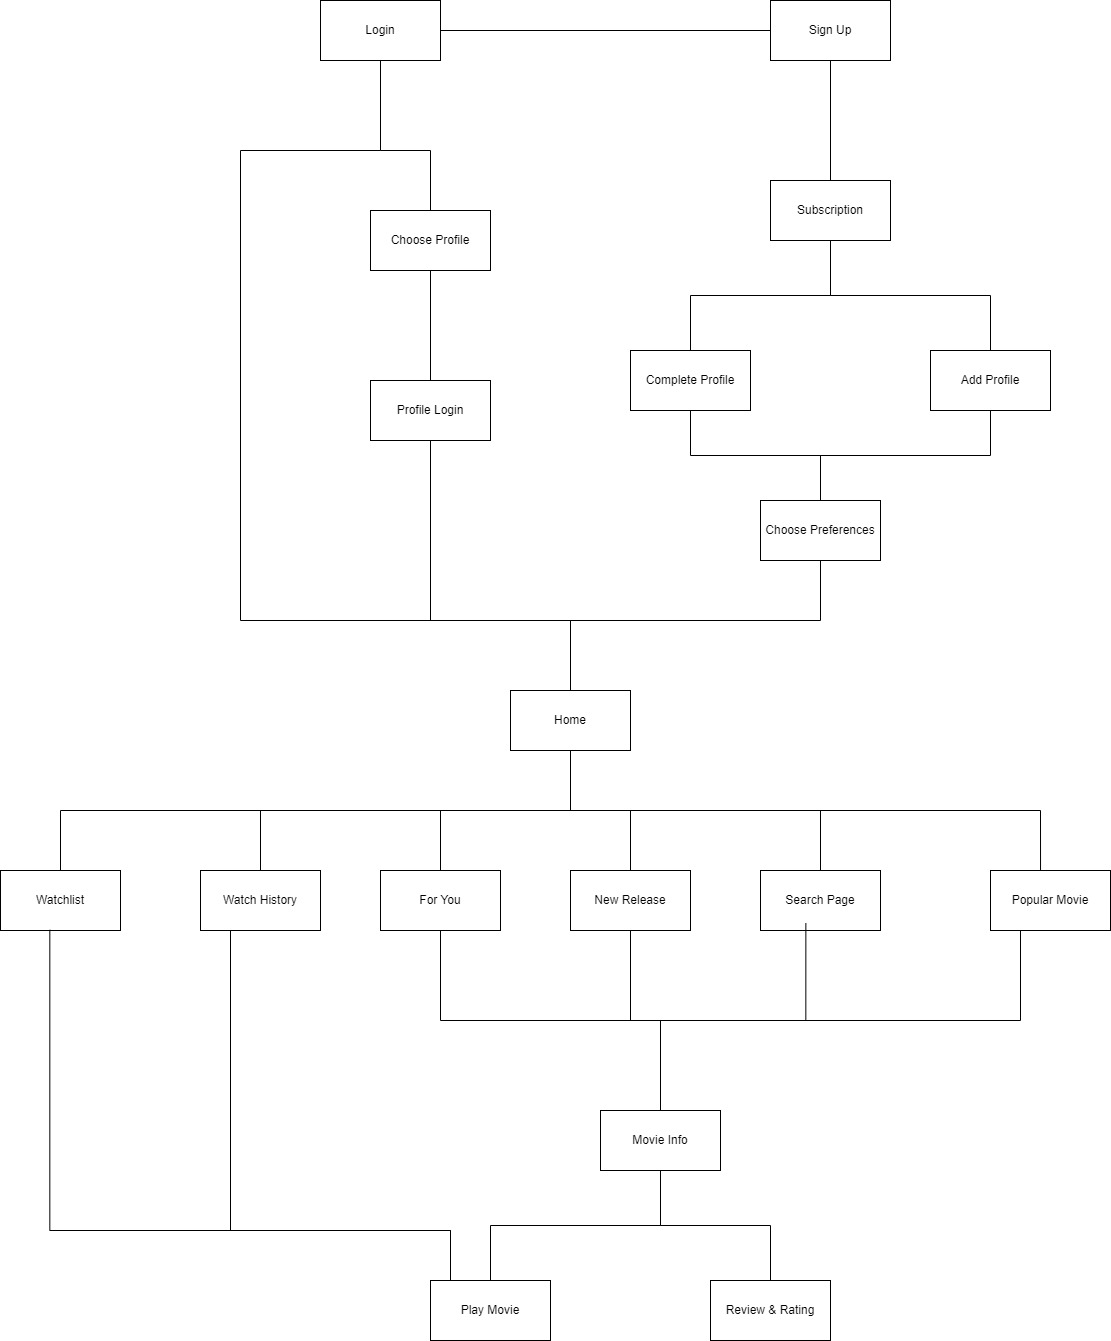 Login
Sign Up
Subscription
Choose Profile
Complete Profile
Add Profile
Profile Login
Choose Preferences
Home
Watchlist
Watch History
For You
New Release
Search Page
Popular Movie
Movie Info
Play Movie
Review & Rating